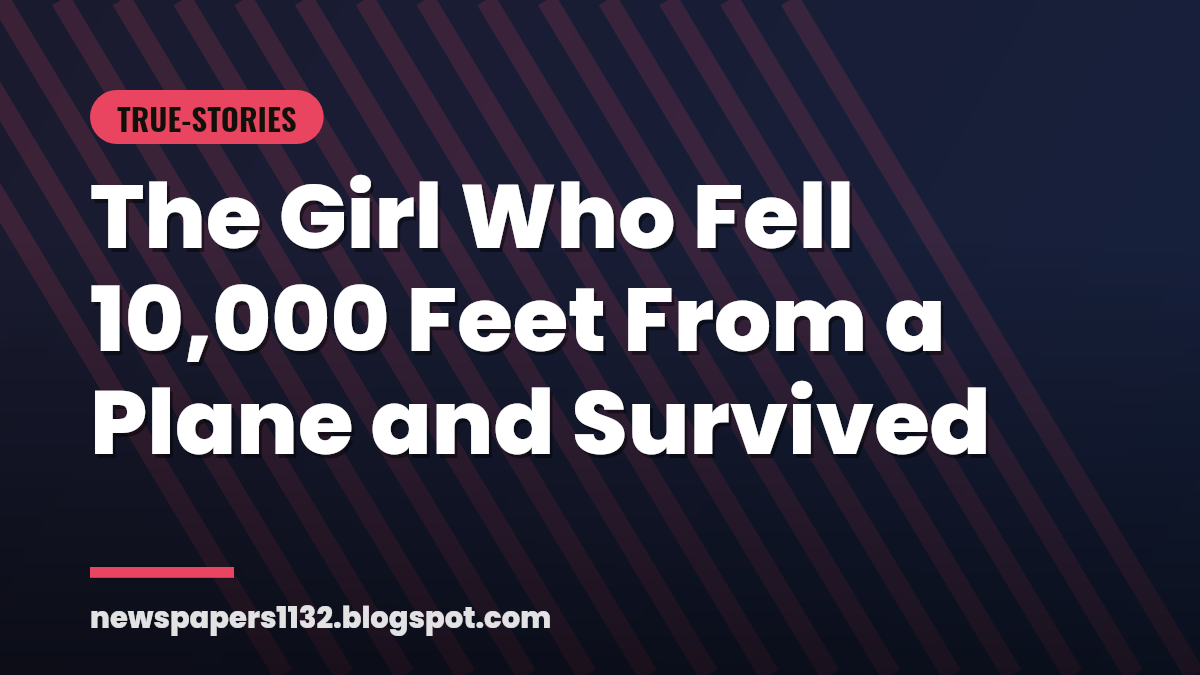 TRUE-STORIES
The Girl Who Fell
10,000 Feet From a
Plane and Survived
newspapers1132.blogspot.com